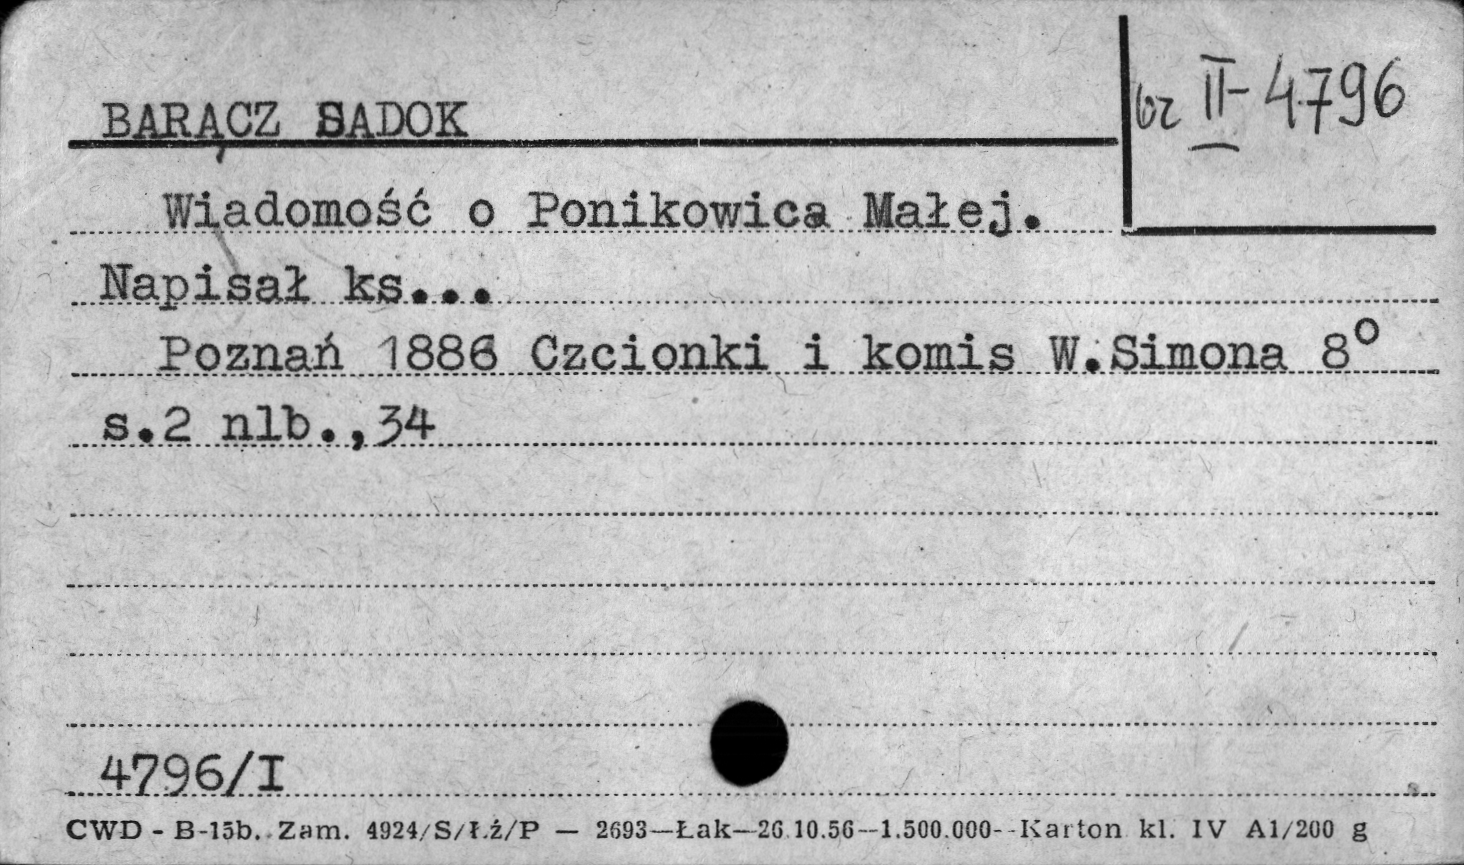 BARĄCZ SADOK
bz II-4796
Wiadomość o Ponikowica Małej.
Napisał ks...
Poznań 1886 Czcionki i komis W.Simona 8°
s.2 nlb.,34
4796/I
CWD - B-15b. Zam. 4924/S/Ł.ź/P — 2693—Łak—26.10.56--1.500.000--Karton kl. IV A1/200 g